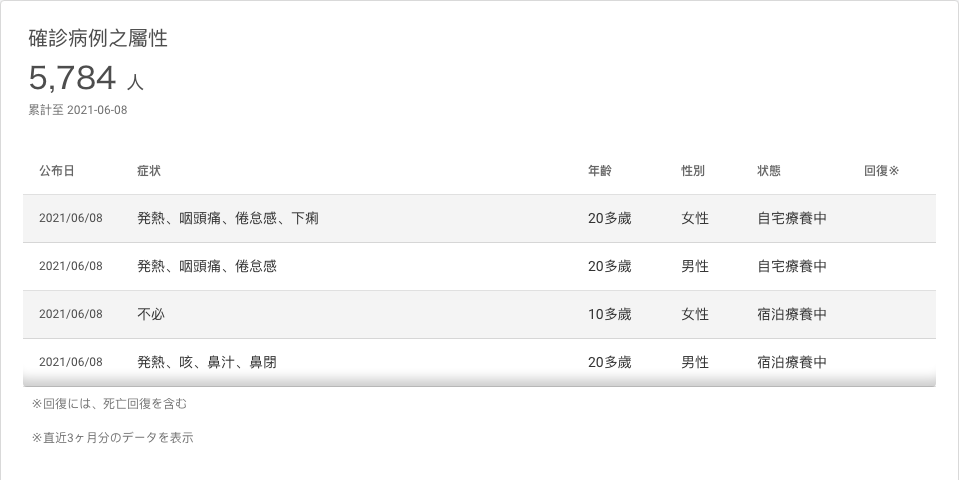 確診病例之屬性
5,784 人
累計至 2021-06-08
公布日 症状 年齡 性別 状態 回復※
2021/06/08 発熱、咽頭痛、倦怠感、下痢 20多歲 女性 自宅療養中
2021/06/08 発熱、咽頭痛、倦怠感 20多歲 男性 自宅療養中
2021/06/08 不必 10多歲 女性 宿泊療養中
2021/06/08 発熱、咳、鼻汁、鼻閉 20多歲 男性 宿泊療養中
※回復には、死亡回復を含む
※直近3ヶ月分のデータを表示